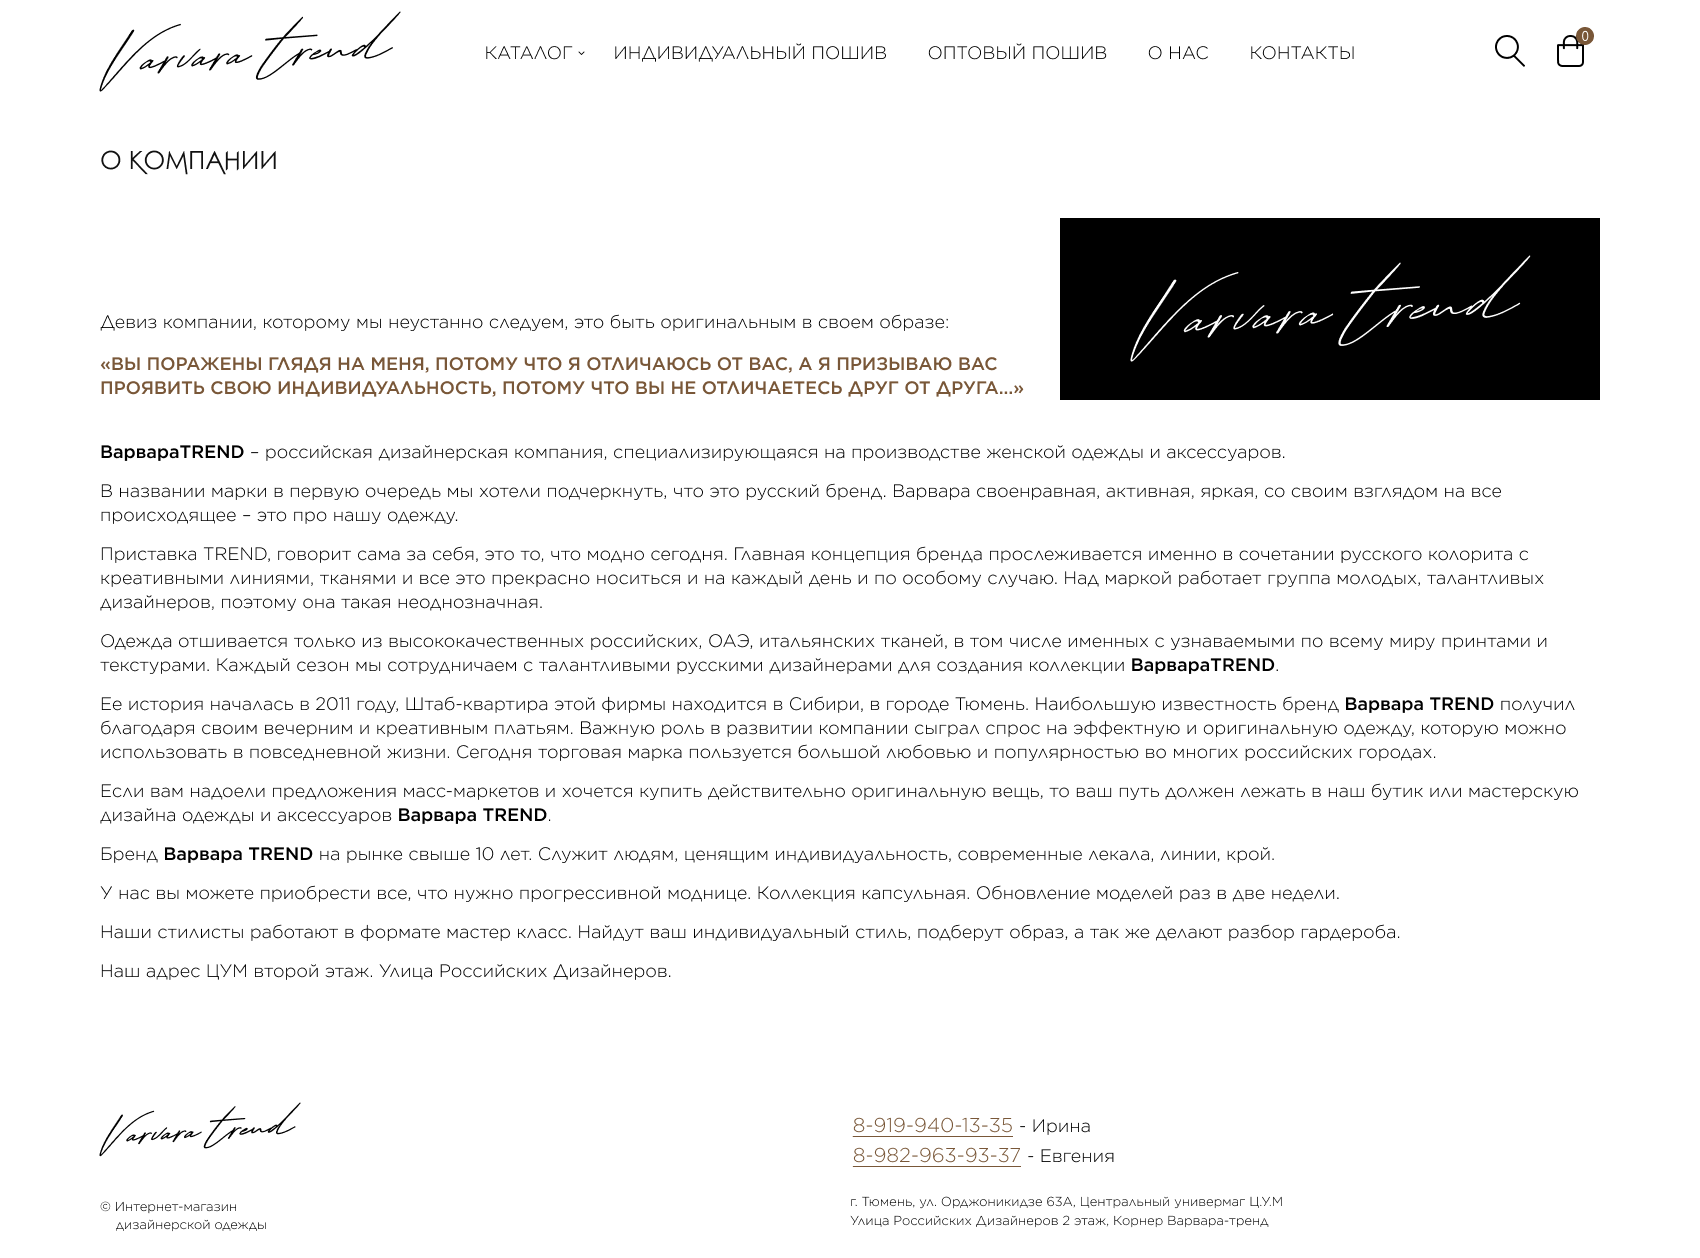 Varvara trend
КАТАЛОГ
ИНДИВИДУАЛЬНЫЙ ПОШИВ
ОПТОВЫЙ ПОШИВ
О НАС
КОНТАКТЫ
0
О КОМПАНИИ
Varvara trend
Девиз компании, которому мы неустанно следуем, это быть оригинальным в своем образе:
«ВЫ ПОРАЖЕНЫ ГЛЯДЯ НА МЕНЯ, ПОТОМУ ЧТО Я ОТЛИЧАЮСЬ ОТ ВАС, А Я ПРИЗЫВАЮ ВАС
ПРОЯВИТЬ СВОЮ ИНДИВИДУАЛЬНОСТЬ, ПОТОМУ ЧТО ВЫ НЕ ОТЛИЧАЕТЕСЬ ДРУГ ОТ ДРУГА...»
ВарвараTREND – российская дизайнерская компания, специализирующаяся на производстве женской одежды и аксессуаров.
В названии марки в первую очередь мы хотели подчеркнуть, что это русский бренд. Варвара своенравная, активная, яркая, со своим взглядом на все
происходящее – это про нашу одежду.
Приставка TREND, говорит сама за себя, это то, что модно сегодня. Главная концепция бренда прослеживается именно в сочетании русского колорита с
креативными линиями, тканями и все это прекрасно носиться и на каждый день и по особому случаю. Над маркой работает группа молодых, талантливых
дизайнеров, поэтому она такая неоднозначная.
Одежда отшивается только из высококачественных российских, ОАЭ, итальянских тканей, в том числе именных с узнаваемыми по всему миру принтами и
текстурами. Каждый сезон мы сотрудничаем с талантливыми русскими дизайнерами для создания коллекции ВарвараTREND.
Ее история началась в 2011 году, Штаб-квартира этой фирмы находится в Сибири, в городе Тюмень. Наибольшую известность бренд Варвара TREND получил
благодаря своим вечерним и креативным платьям. Важную роль в развитии компании сыграл спрос на эффектную и оригинальную одежду, которую можно
использовать в повседневной жизни. Сегодня торговая марка пользуется большой любовью и популярностью во многих российских городах.
Если вам надоели предложения масс-маркетов и хочется купить действительно оригинальную вещь, то ваш путь должен лежать в наш бутик или мастерскую
дизайна одежды и аксессуаров Варвара TREND.
Бренд Варвара TREND на рынке свыше 10 лет. Служит людям, ценящим индивидуальность, современные лекала, линии, крой.
У нас вы можете приобрести все, что нужно прогрессивной моднице. Коллекция капсульная. Обновление моделей раз в две недели.
Наши стилисты работают в формате мастер класс. Найдут ваш индивидуальный стиль, подберут образ, а так же делают разбор гардероба.
Наш адрес ЦУМ второй этаж. Улица Российских Дизайнеров.
Varvara trend
8-919-940-13-35 - Ирина
8-982-963-93-37 - Евгения
© Интернет-магазин
дизайнерской одежды
г. Тюмень, ул. Орджоникидзе 63А, Центральный универмаг Ц.У.М
Улица Российских Дизайнеров 2 этаж, Корнер Варвара-тренд